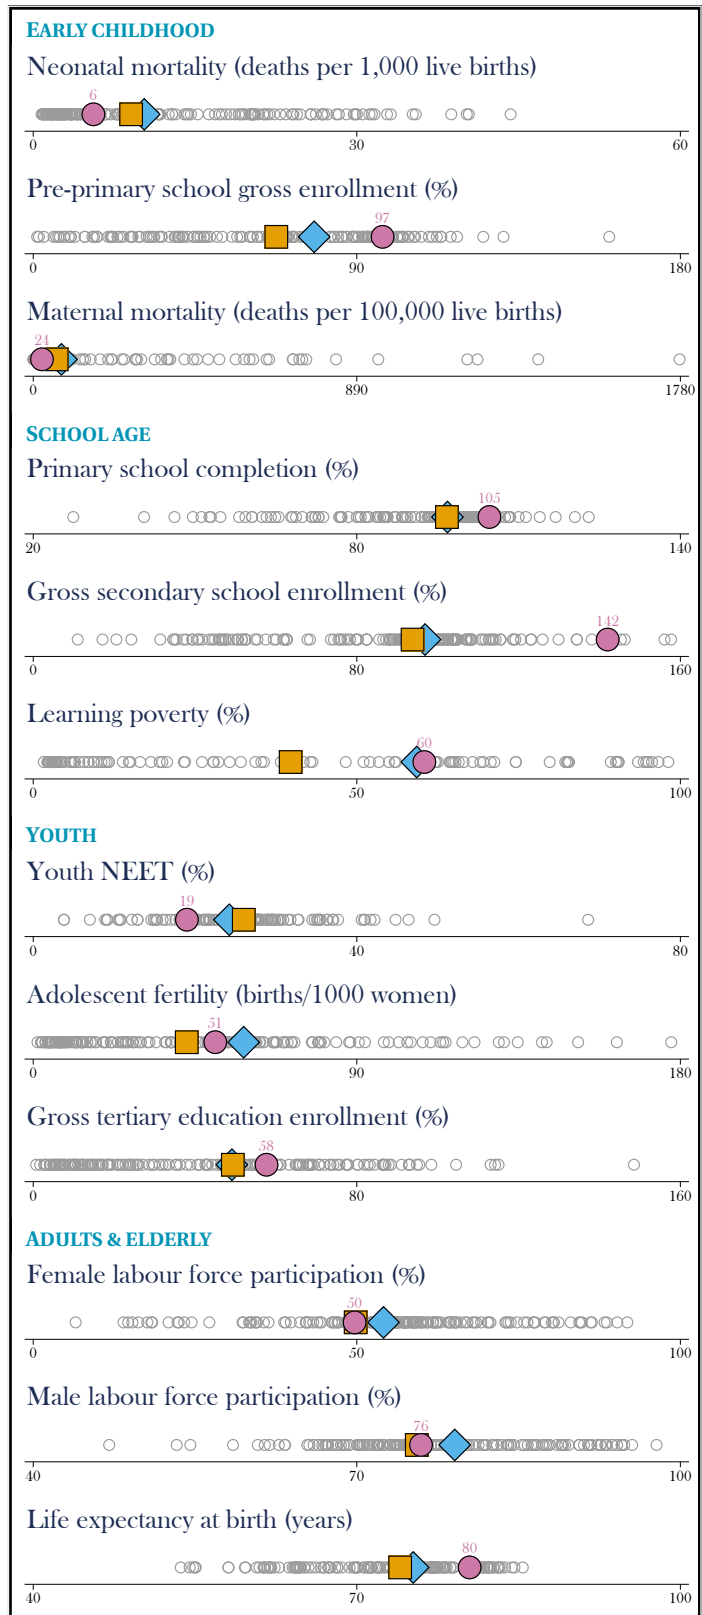 EARLY CHILDHOOD
Neonatal mortality (deaths per 1,000 live births)
6
0 30 60
Pre-primary school gross enrollment (%)
97
0 90 180
Maternal mortality (deaths per 100,000 live births)
24
0 890 1780
SCHOOL AGE
Primary school completion (%)
105
20 80 140
Gross secondary school enrollment (%)
142
0 80 160
Learning poverty (%)
60
0 50 100
YOUTH
Youth NEET (%)
19
0 40 80
Adolescent fertility (births/1000 women)
51
0 90 180
Gross tertiary education enrollment (%)
58
0 80 160
ADULTS & ELDERLY
Female labour force participation (%)
50
0 50 100
Male labour force participation (%)
76
40 70 100
Life expectancy at birth (years)
80
40 70 100